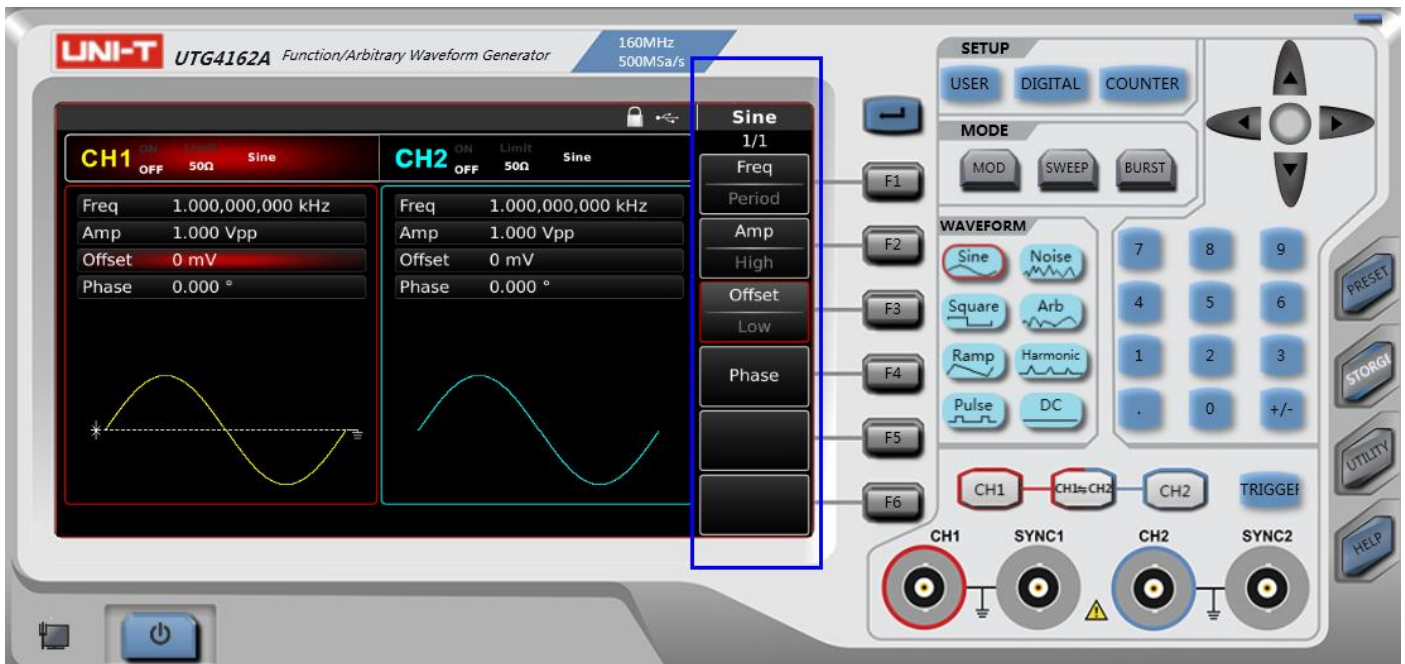 UNI-T UTG4162A Function/Arbitrary Waveform Generator
160MHz
500MSa/s
CH1 ON OFF Limit 50Ω Sine
CH2 ON OFF Limit 50Ω Sine
Freq 1.000,000,000 kHz
Amp 1.000 Vpp
Offset 0 mV
Phase 0.000 °
Freq 1.000,000,000 kHz
Amp 1.000 Vpp
Offset 0 mV
Phase 0.000 °
Sine
1/1
Freq
Period
Amp
High
Offset
Low
Phase
F1
F2
F3
F4
F5
F6
SETUP
USER DIGITAL COUNTER
MODE
MOD SWEEP BURST
WAVEFORM
Sine Noise
Square Arb
Ramp Harmonic
Pulse DC
7 8 9
4 5 6
1 2 3
. 0 +/-
PRESET
STORGE
UTILITY
HELP
CH1 CH1⇆CH2 CH2 TRIGGEF
CH1 SYNC1 CH2 SYNC2